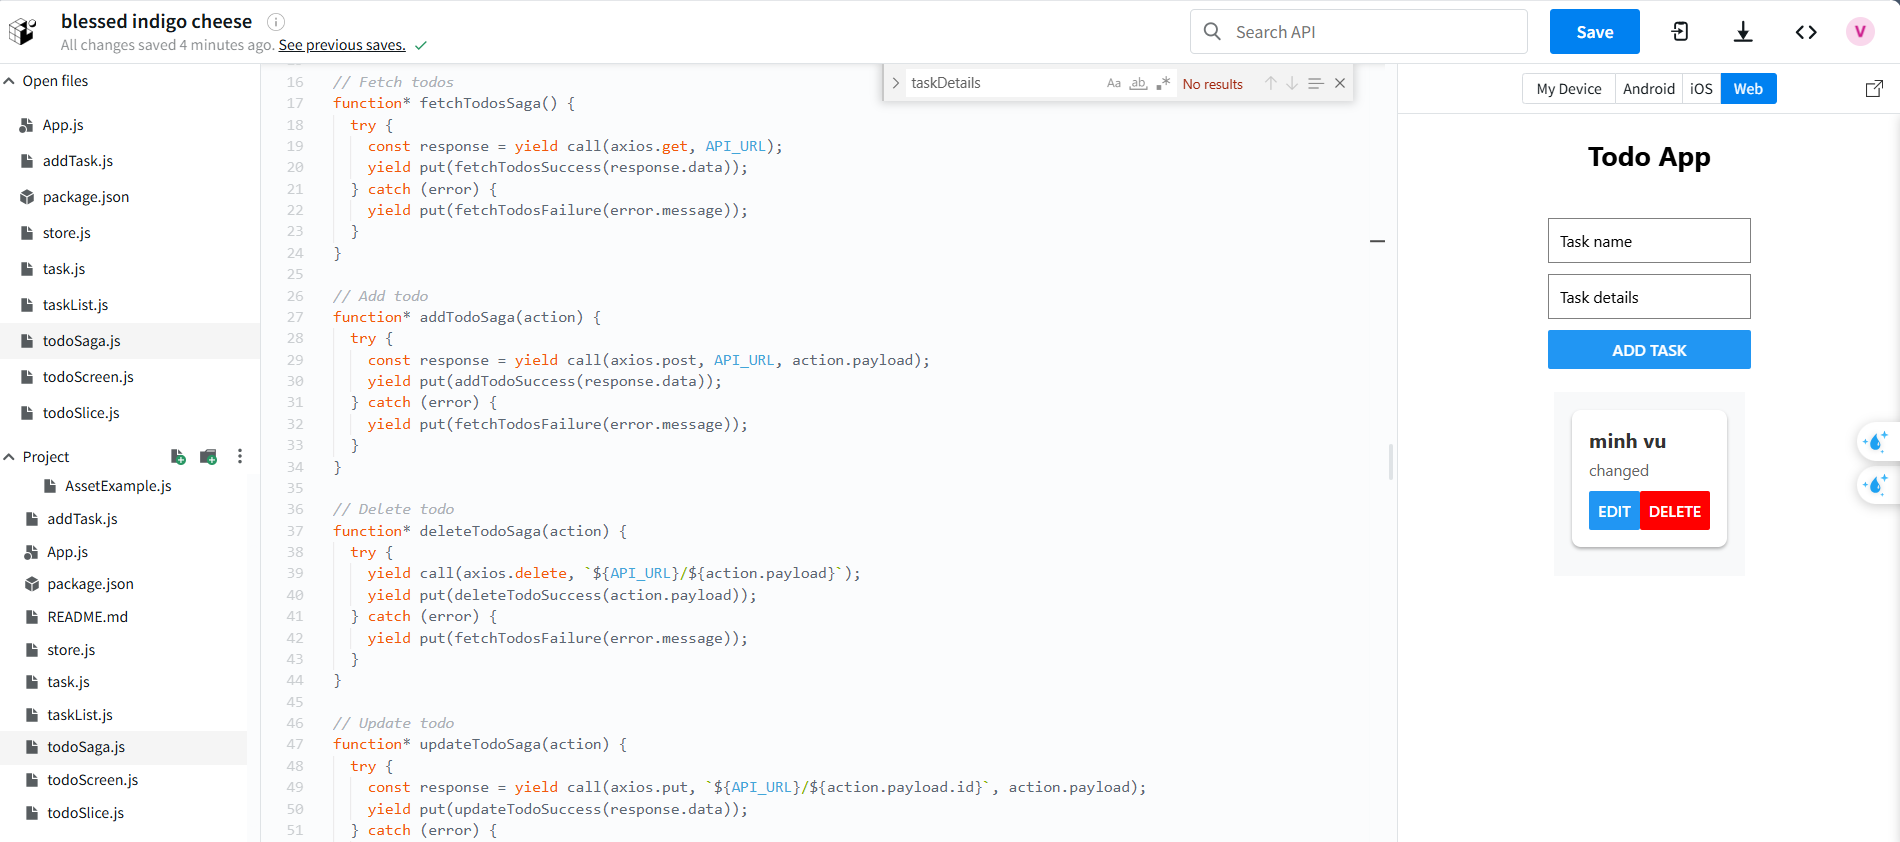 blessed indigo cheese
All changes saved 4 minutes ago. See previous saves.
Search API
Save
V
Open files
App.js
addTask.js
package.json
store.js
task.js
taskList.js
todoSaga.js
todoScreen.js
todoSlice.js
Project
AssetExample.js
addTask.js
App.js
package.json
README.md
store.js
task.js
taskList.js
todoSaga.js
todoScreen.js
todoSlice.js
taskDetails
Aa ab .* No results
16 // Fetch todos
17 function* fetchTodosSaga() {
18 try {
19 const response = yield call(axios.get, API_URL);
20 yield put(fetchTodosSuccess(response.data));
21 } catch (error) {
22 yield put(fetchTodosFailure(error.message));
23 }
24 }
25
26 // Add todo
27 function* addTodoSaga(action) {
28 try {
29 const response = yield call(axios.post, API_URL, action.payload);
30 yield put(addTodoSuccess(response.data));
31 } catch (error) {
32 yield put(fetchTodosFailure(error.message));
33 }
34 }
35
36 // Delete todo
37 function* deleteTodoSaga(action) {
38 try {
39 yield call(axios.delete, `${API_URL}/${action.payload}`);
40 yield put(deleteTodoSuccess(action.payload));
41 } catch (error) {
42 yield put(fetchTodosFailure(error.message));
43 }
44 }
45
46 // Update todo
47 function* updateTodoSaga(action) {
48 try {
49 const response = yield call(axios.put, `${API_URL}/${action.payload.id}`, action.payload);
50 yield put(updateTodoSuccess(response.data));
51 } catch (error) {
My Device Android iOS Web
Todo App
Task name
Task details
ADD TASK
minh vu
changed
EDIT DELETE